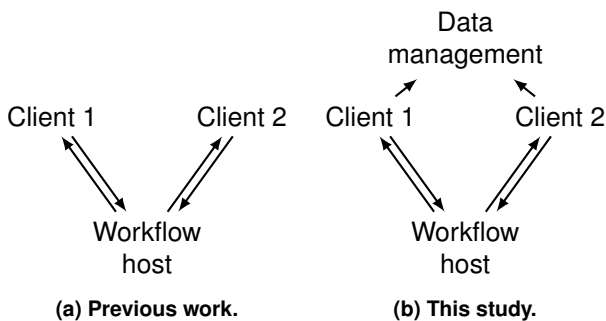 Client 1
Client 2
Workflow
host
(a) Previous work.
Data
management
Client 1
Client 2
Workflow
host
(b) This study.